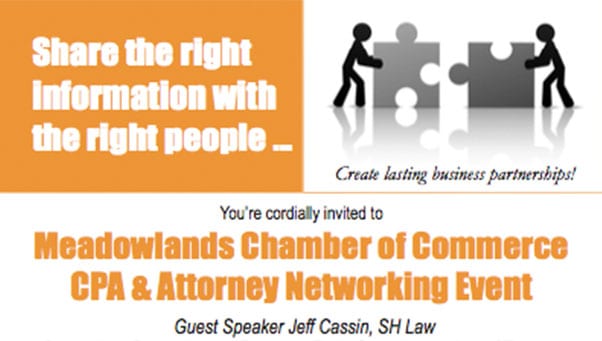 Share the right
information with
the right people ...
Create lasting business partnerships!
You're cordially invited to
Meadowlands Chamber of Commerce
CPA & Attorney Networking Event
Guest Speaker Jeff Cassin, SH Law